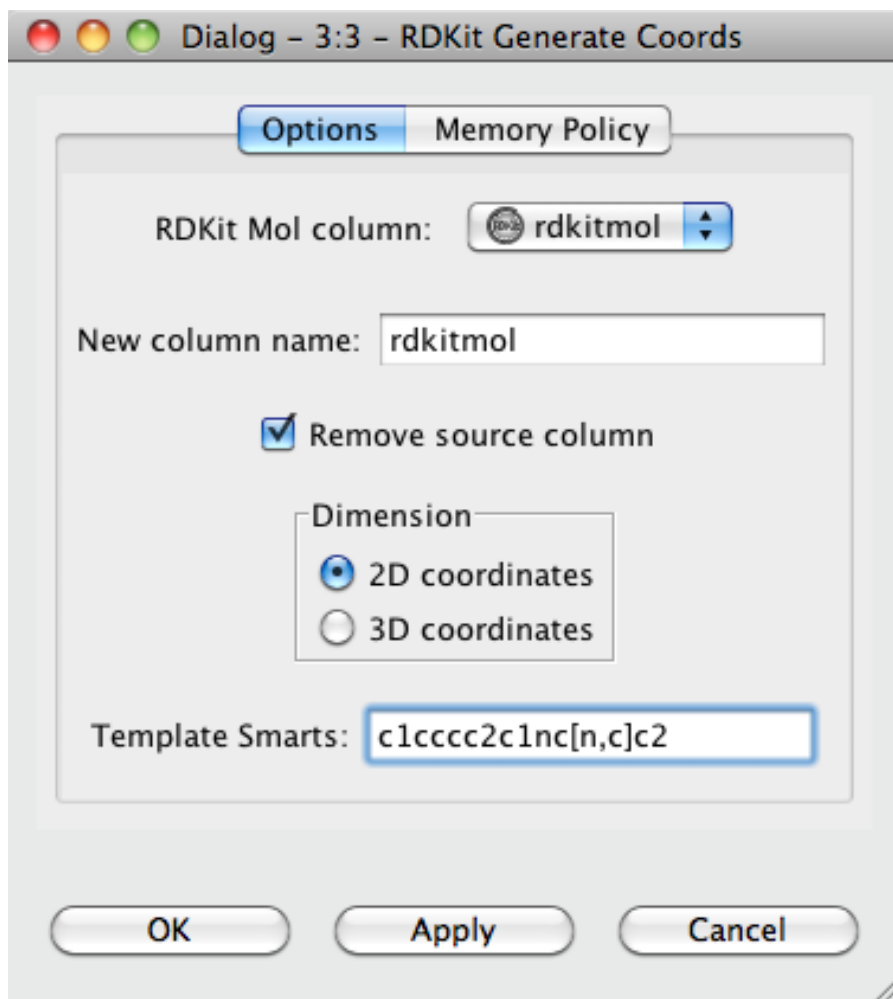 Dialog – 3:3 – RDKit Generate Coords
Options Memory Policy
RDKit Mol column: rdkitmol
New column name: rdkitmol
Remove source column
Dimension
2D coordinates
3D coordinates
Template Smarts: c1cccc2c1nc[n,c]c2
OK Apply Cancel